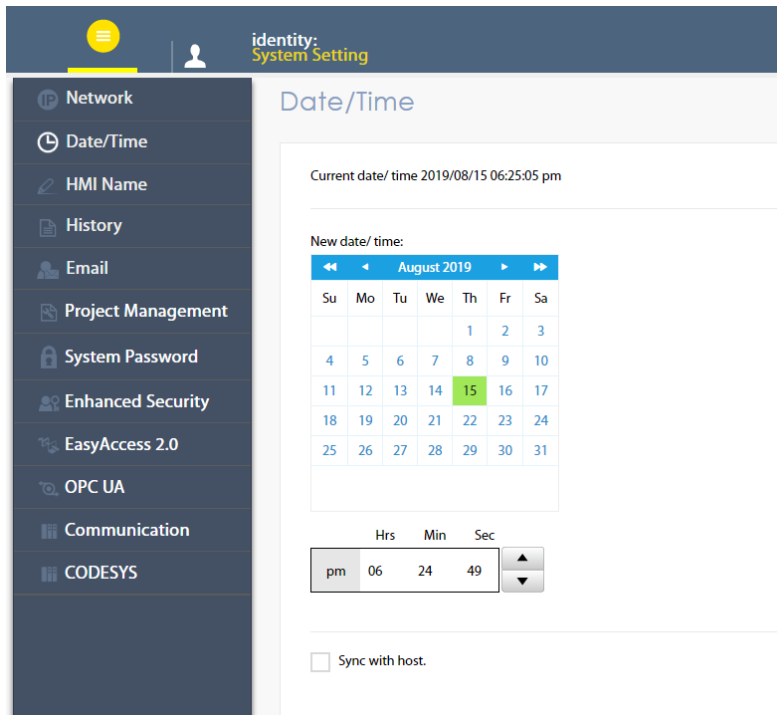 identity:
System Setting
Network
Date/Time
HMI Name
History
Email
Project Management
System Password
Enhanced Security
EasyAccess 2.0
OPC UA
Communication
CODESYS
Date/Time
Current date/ time 2019/08/15 06:25:05 pm
New date/ time:
August 2019
Su Mo Tu We Th Fr Sa
1 2 3
4 5 6 7 8 9 10
11 12 13 14 15 16 17
18 19 20 21 22 23 24
25 26 27 28 29 30 31
Hrs Min Sec
pm 06 24 49
Sync with host.